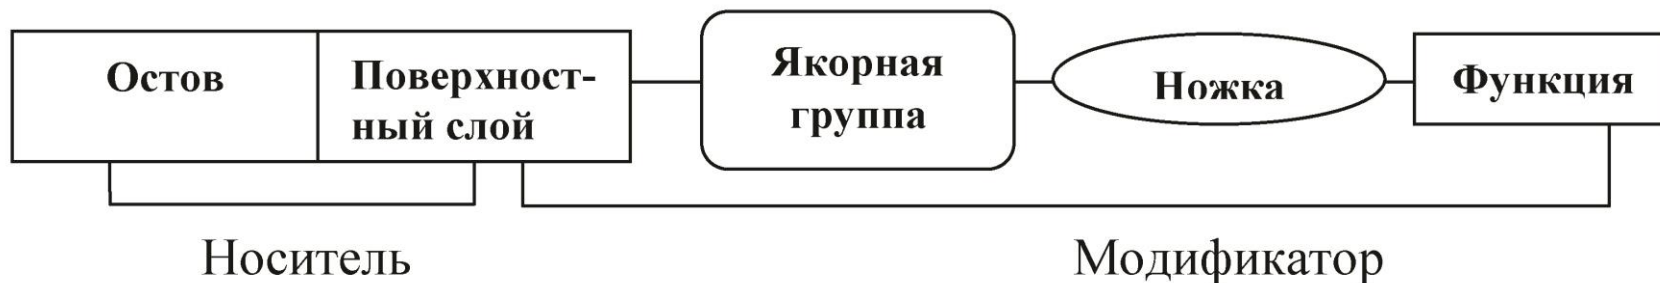 Остов
Поверхност-
ный слой
Якорная
группа
Ножка
Функция
Носитель
Модификатор